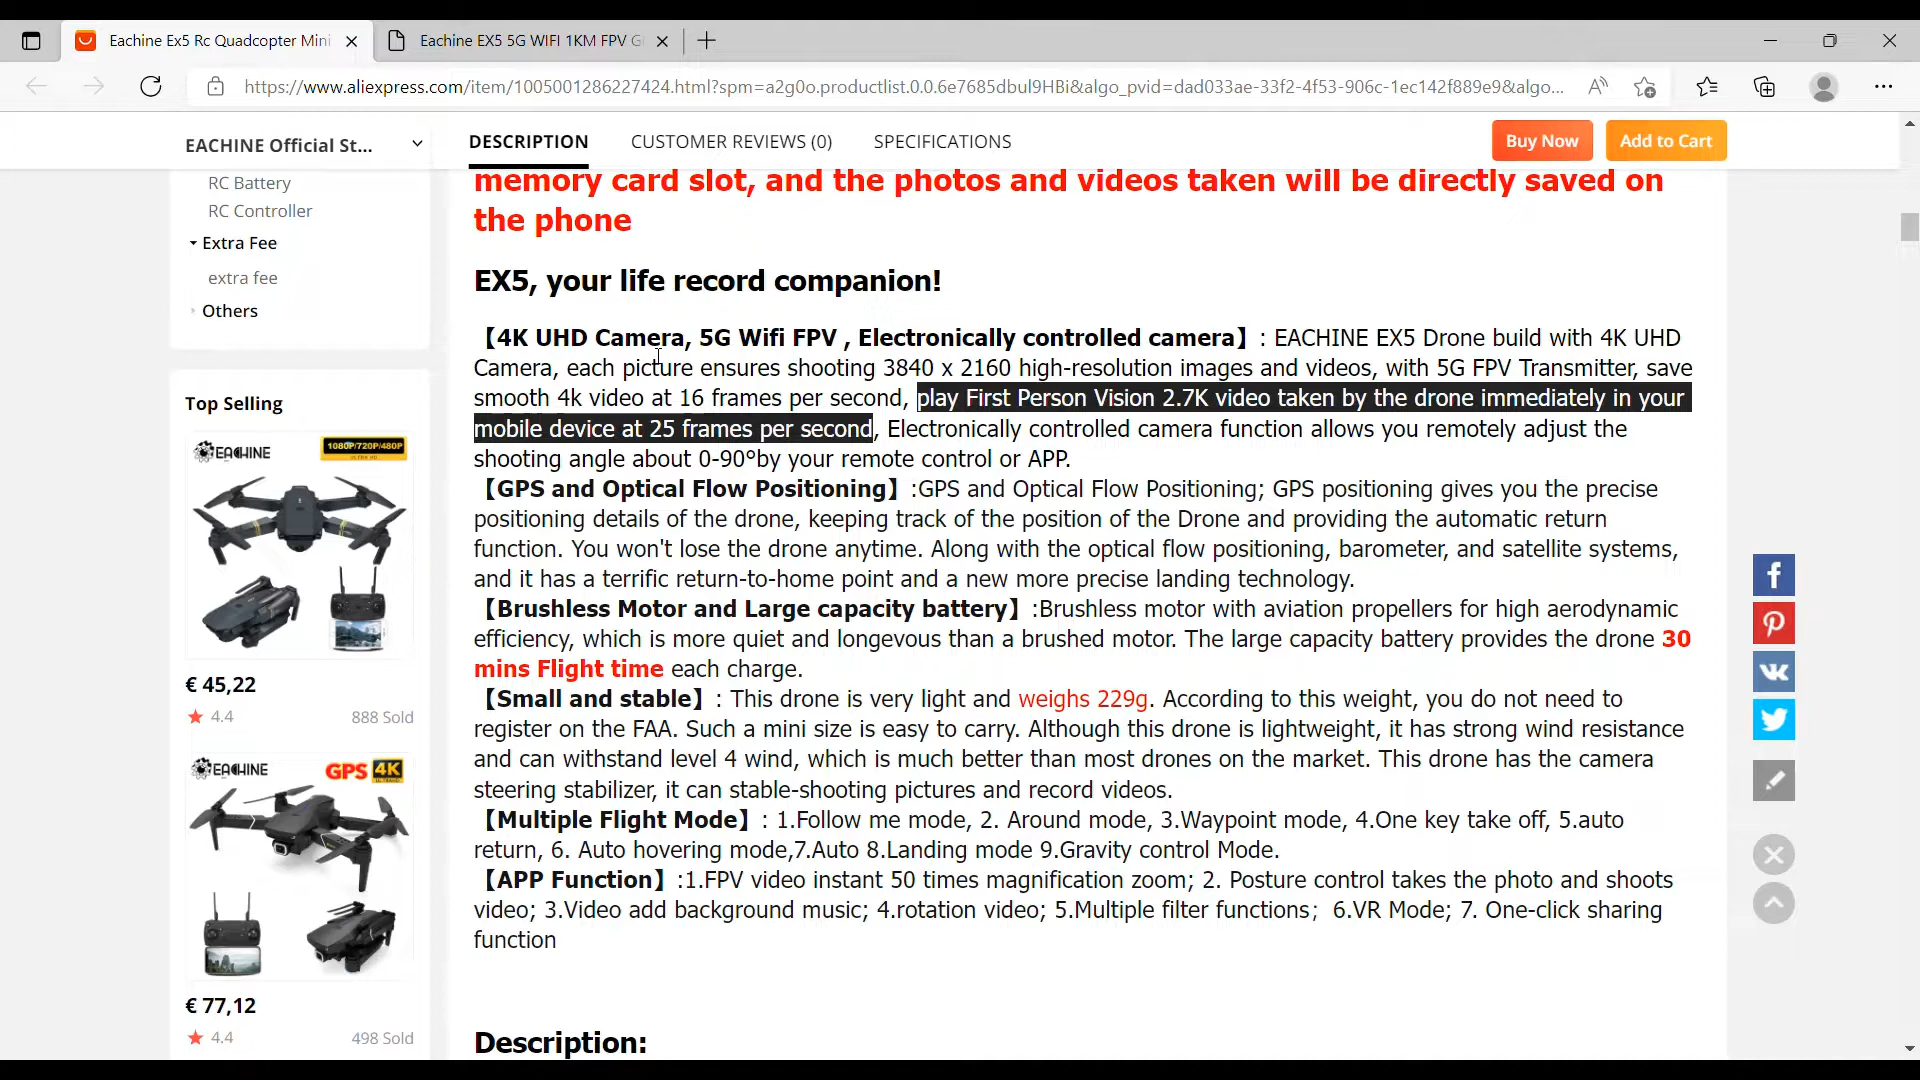 Eachine Ex5 Rc Quadcopter Mini
Eachine EX5 5G WIFI 1KM FPV G
https://www.aliexpress.com/item/1005001286227424.html?spm=a2g0o.productlist.0.0.6e7685dbul9HBi&algo_pvid=dad033ae-33f2-4f53-906c-1ec142f889e9&algo...
EACHINE Official St...
DESCRIPTION
CUSTOMER REVIEWS (0)
SPECIFICATIONS
Buy Now
Add to Cart
RC Battery
RC Controller
Extra Fee
extra fee
Others
Top Selling
EACHINE
1080P/720P/480P
€ 45,22
4.4
888 Sold
EACHINE
GPS 4K
€ 77,12
4.4
498 Sold
memory card slot, and the photos and videos taken will be directly saved on
the phone
EX5, your life record companion!
【4K UHD Camera, 5G Wifi FPV , Electronically controlled camera】: EACHINE EX5 Drone build with 4K UHD
Camera, each picture ensures shooting 3840 x 2160 high-resolution images and videos, with 5G FPV Transmitter, save
smooth 4k video at 16 frames per second, play First Person Vision 2.7K video taken by the drone immediately in your
mobile device at 25 frames per second, Electronically controlled camera function allows you remotely adjust the
shooting angle about 0-90°by your remote control or APP.
【GPS and Optical Flow Positioning】:GPS and Optical Flow Positioning; GPS positioning gives you the precise
positioning details of the drone, keeping track of the position of the Drone and providing the automatic return
function. You won't lose the drone anytime. Along with the optical flow positioning, barometer, and satellite systems,
and it has a terrific return-to-home point and a new more precise landing technology.
【Brushless Motor and Large capacity battery】:Brushless motor with aviation propellers for high aerodynamic
efficiency, which is more quiet and longevous than a brushed motor. The large capacity battery provides the drone 30
mins Flight time each charge.
【Small and stable】: This drone is very light and weighs 229g. According to this weight, you do not need to
register on the FAA. Such a mini size is easy to carry. Although this drone is lightweight, it has strong wind resistance
and can withstand level 4 wind, which is much better than most drones on the market. This drone has the camera
steering stabilizer, it can stable-shooting pictures and record videos.
【Multiple Flight Mode】: 1.Follow me mode, 2. Around mode, 3.Waypoint mode, 4.One key take off, 5.auto
return, 6. Auto hovering mode,7.Auto 8.Landing mode 9.Gravity control Mode.
【APP Function】:1.FPV video instant 50 times magnification zoom; 2. Posture control takes the photo and shoots
video; 3.Video add background music; 4.rotation video; 5.Multiple filter functions; 6.VR Mode; 7. One-click sharing
function
Description: